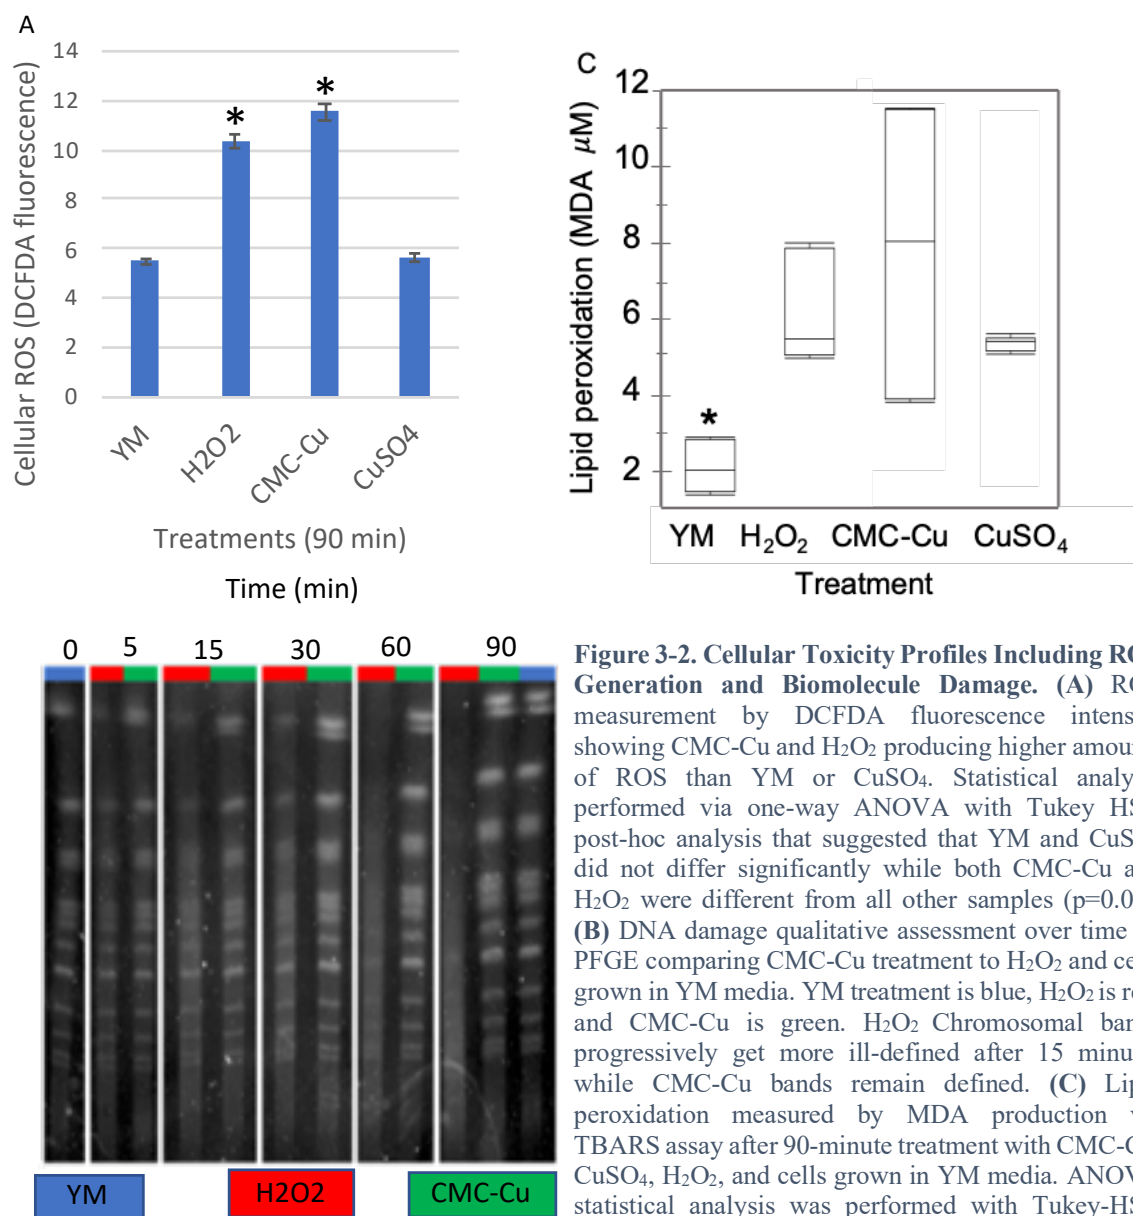 A
Cellular ROS (DCFDA fluorescence)
14
12
10
8
6
4
2
0
*
*
YM
H2O2
CMC-Cu
CuSO4
Treatments (90 min)
C
Lipid peroxidation (MDA μM)
12
10
8
6
4
2
*
YM H₂O₂ CMC-Cu CuSO₄
Treatment
Time (min)
0 5 15 30 60 90
YM
H2O2
CMC-Cu
Figure 3-2. Cellular Toxicity Profiles Including
Generation and Biomolecule Damage. (A)
measurement by DCFDA fluorescence
showing CMC-Cu and H₂O₂ producing higher
of ROS than YM or CuSO₄. Statistical
performed via one-way ANOVA with Tukey
post-hoc analysis that suggested that YM and
did not differ significantly while both CMC-Cu
H₂O₂ were different from all other samples
(B) DNA damage qualitative assessment over time
PFGE comparing CMC-Cu treatment to H₂O₂ and
grown in YM media. YM treatment is blue, H₂O₂ is
and CMC-Cu is green. H₂O₂ Chromosomal
progressively get more ill-defined after 15
while CMC-Cu bands remain defined. (C)
peroxidation measured by MDA production
TBARS assay after 90-minute treatment with
CuSO₄, H₂O₂, and cells grown in YM media.
statistical analysis was performed with